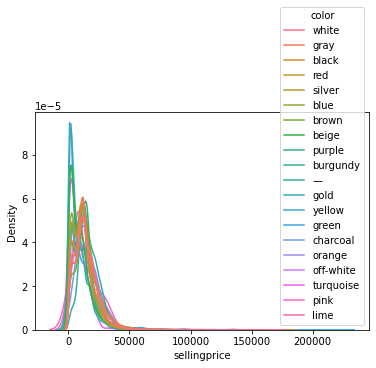 color
white
gray
black
red
silver
blue
brown
beige
purple
burgundy
—
gold
yellow
green
charcoal
orange
off-white
turquoise
pink
lime
1e-5
8
6
4
2
0
Density
0 50000 100000 150000 200000
sellingprice